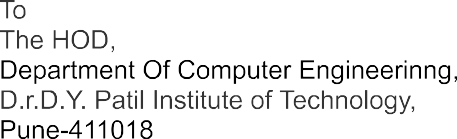 To
The HOD,
Department Of Computer Engineerinng,
D.r.D.Y. Patil Institute of Technology,
Pune-411018